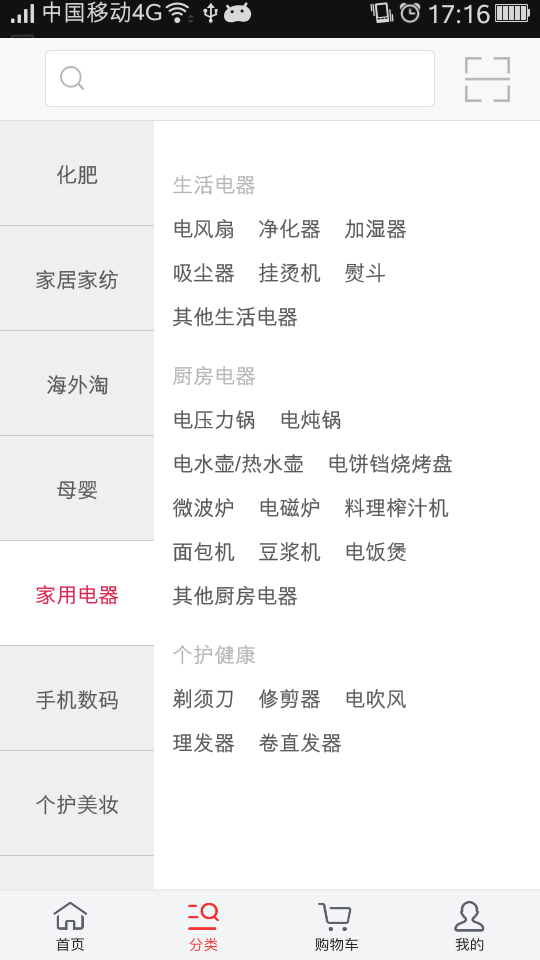 中国移动4G 17:16
化肥
家居家纺
海外淘
母婴
家用电器
手机数码
个护美妆
生活电器
电风扇 净化器 加湿器
吸尘器 挂烫机 熨斗
其他生活电器
厨房电器
电压力锅 电炖锅
电水壶/热水壶 电饼铛烧烤盘
微波炉 电磁炉 料理榨汁机
面包机 豆浆机 电饭煲
其他厨房电器
个护健康
剃须刀 修剪器 电吹风
理发器 卷直发器
首页 分类 购物车 我的